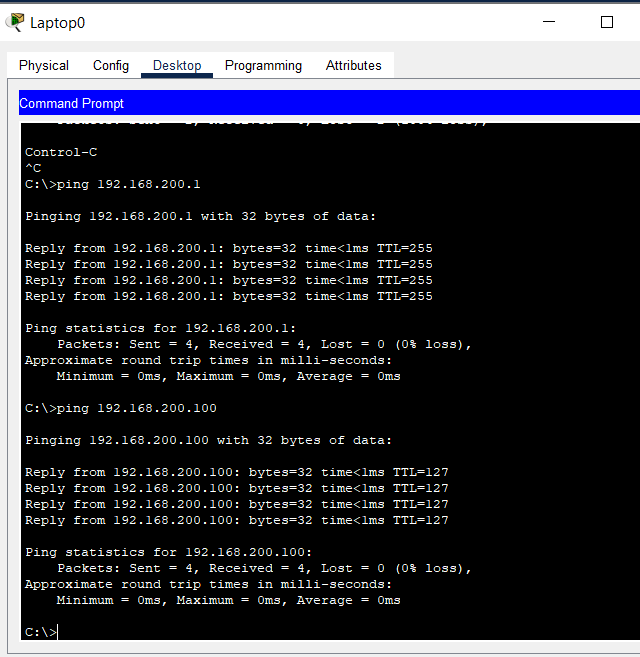 Laptop0
Physical Config Desktop Programming Attributes
Command Prompt
Control-C
^C
C:\>ping 192.168.200.1
Pinging 192.168.200.1 with 32 bytes of data:
Reply from 192.168.200.1: bytes=32 time<1ms TTL=255
Reply from 192.168.200.1: bytes=32 time<1ms TTL=255
Reply from 192.168.200.1: bytes=32 time<1ms TTL=255
Reply from 192.168.200.1: bytes=32 time<1ms TTL=255
Ping statistics for 192.168.200.1:
Packets: Sent = 4, Received = 4, Lost = 0 (0% loss),
Approximate round trip times in milli-seconds:
Minimum = 0ms, Maximum = 0ms, Average = 0ms
C:\>ping 192.168.200.100
Pinging 192.168.200.100 with 32 bytes of data:
Reply from 192.168.200.100: bytes=32 time<1ms TTL=127
Reply from 192.168.200.100: bytes=32 time<1ms TTL=127
Reply from 192.168.200.100: bytes=32 time<1ms TTL=127
Reply from 192.168.200.100: bytes=32 time<1ms TTL=127
Ping statistics for 192.168.200.100:
Packets: Sent = 4, Received = 4, Lost = 0 (0% loss),
Approximate round trip times in milli-seconds:
Minimum = 0ms, Maximum = 0ms, Average = 0ms
C:\>